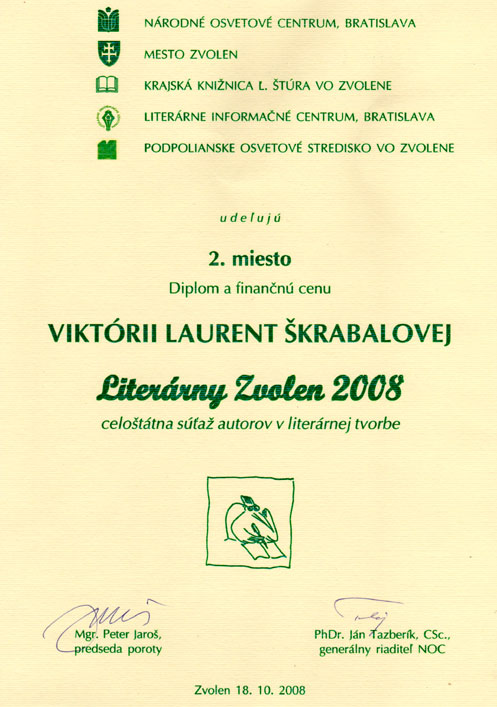 NÁRODNÉ OSVETOVÉ CENTRUM, BRATISLAVA
MESTO ZVOLEN
KRAJSKÁ KNIŽNICA Ľ. ŠTÚRA VO ZVOLENE
LITERÁRNE INFORMAČNÉ CENTRUM, BRATISLAVA
PODPOLIANSKE OSVETOVÉ STREDISKO VO ZVOLENE
udeľujú
2. miesto
Diplom a finančnú cenu
VIKTÓRII LAURENT ŠKRABALOVEJ
Literárny Zvolen 2008
celoštátna súťaž autorov v literárnej tvorbe
Mgr. Peter Jaroš,
predseda poroty
PhDr. Ján Tazberík, CSc.,
generálny riaditeľ NOC
Zvolen 18. 10. 2008